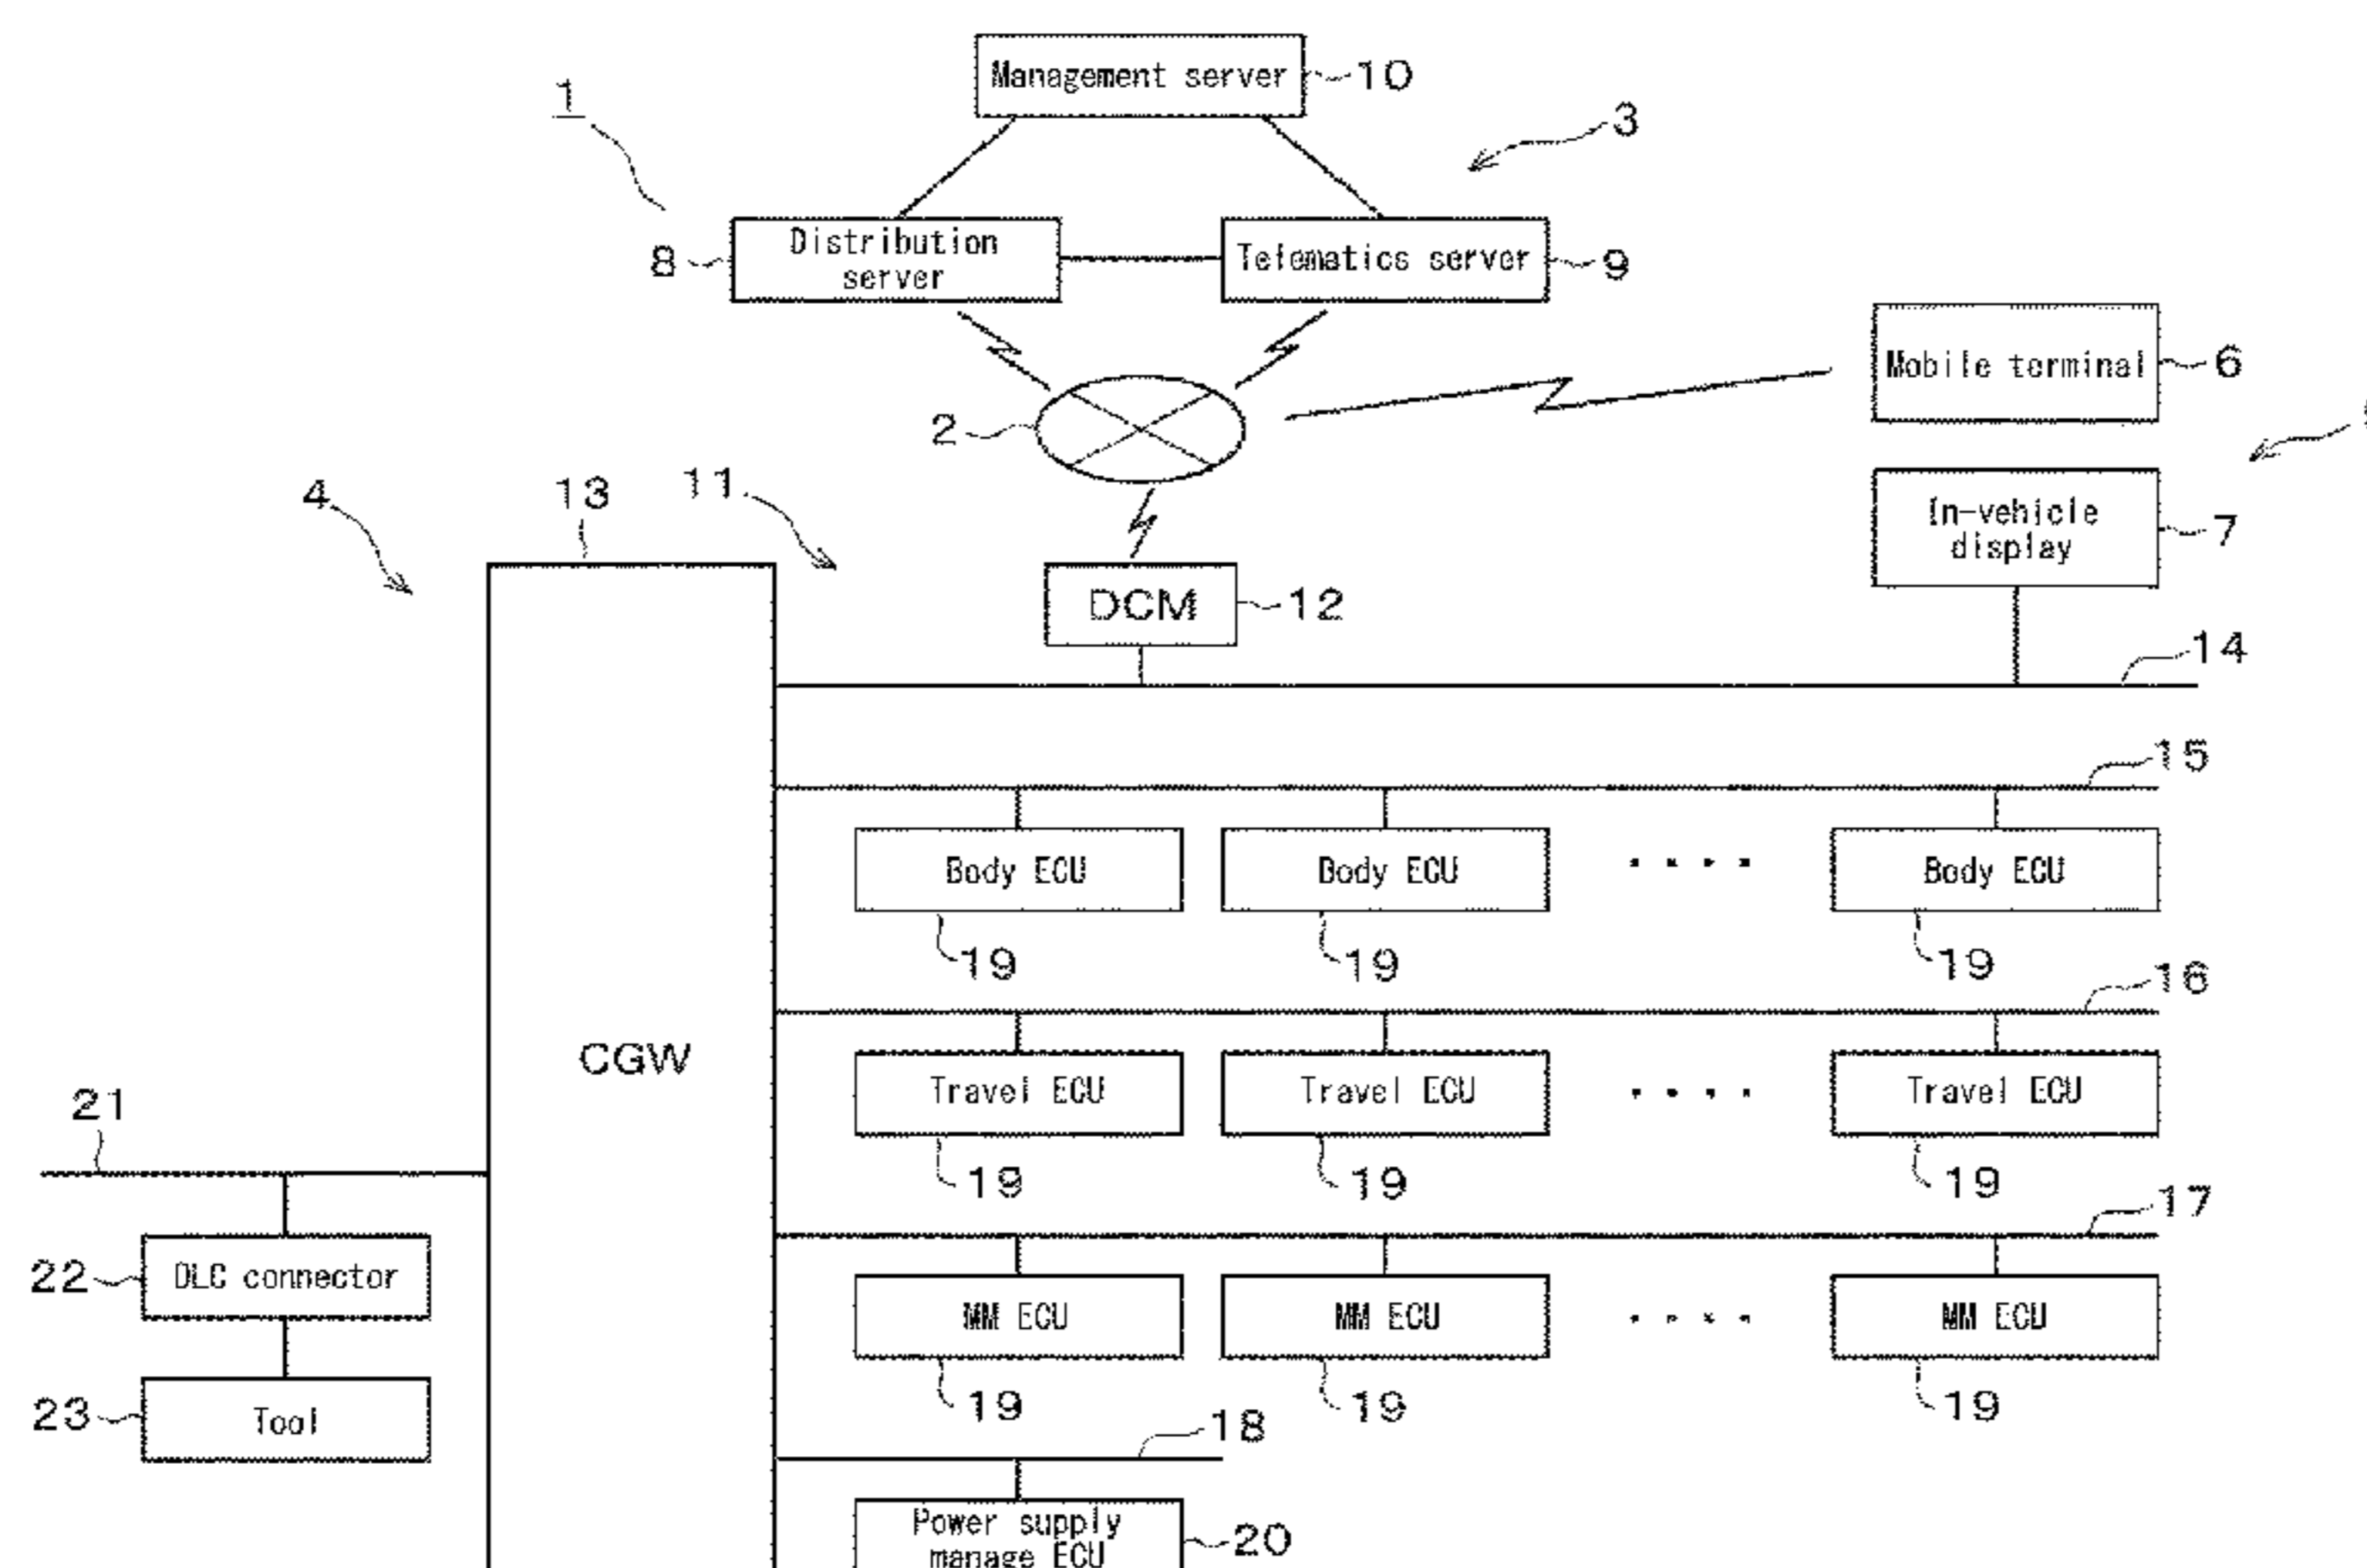 Management server
10
1
3
8
Distribution
server
Telematics server
9
Mobile terminal
6
2
4
13
11
In-vehicle
display
7
DCM
12
14
15
Body ECU
Body ECU
Body ECU
19
19
19
16
CGW
Travel ECU
Travel ECU
Travel ECU
21
19
19
19
17
22
DLC connector
MM ECU
MM ECU
MM ECU
23
Tool
19
19
19
18
Power supply
manage ECU
20